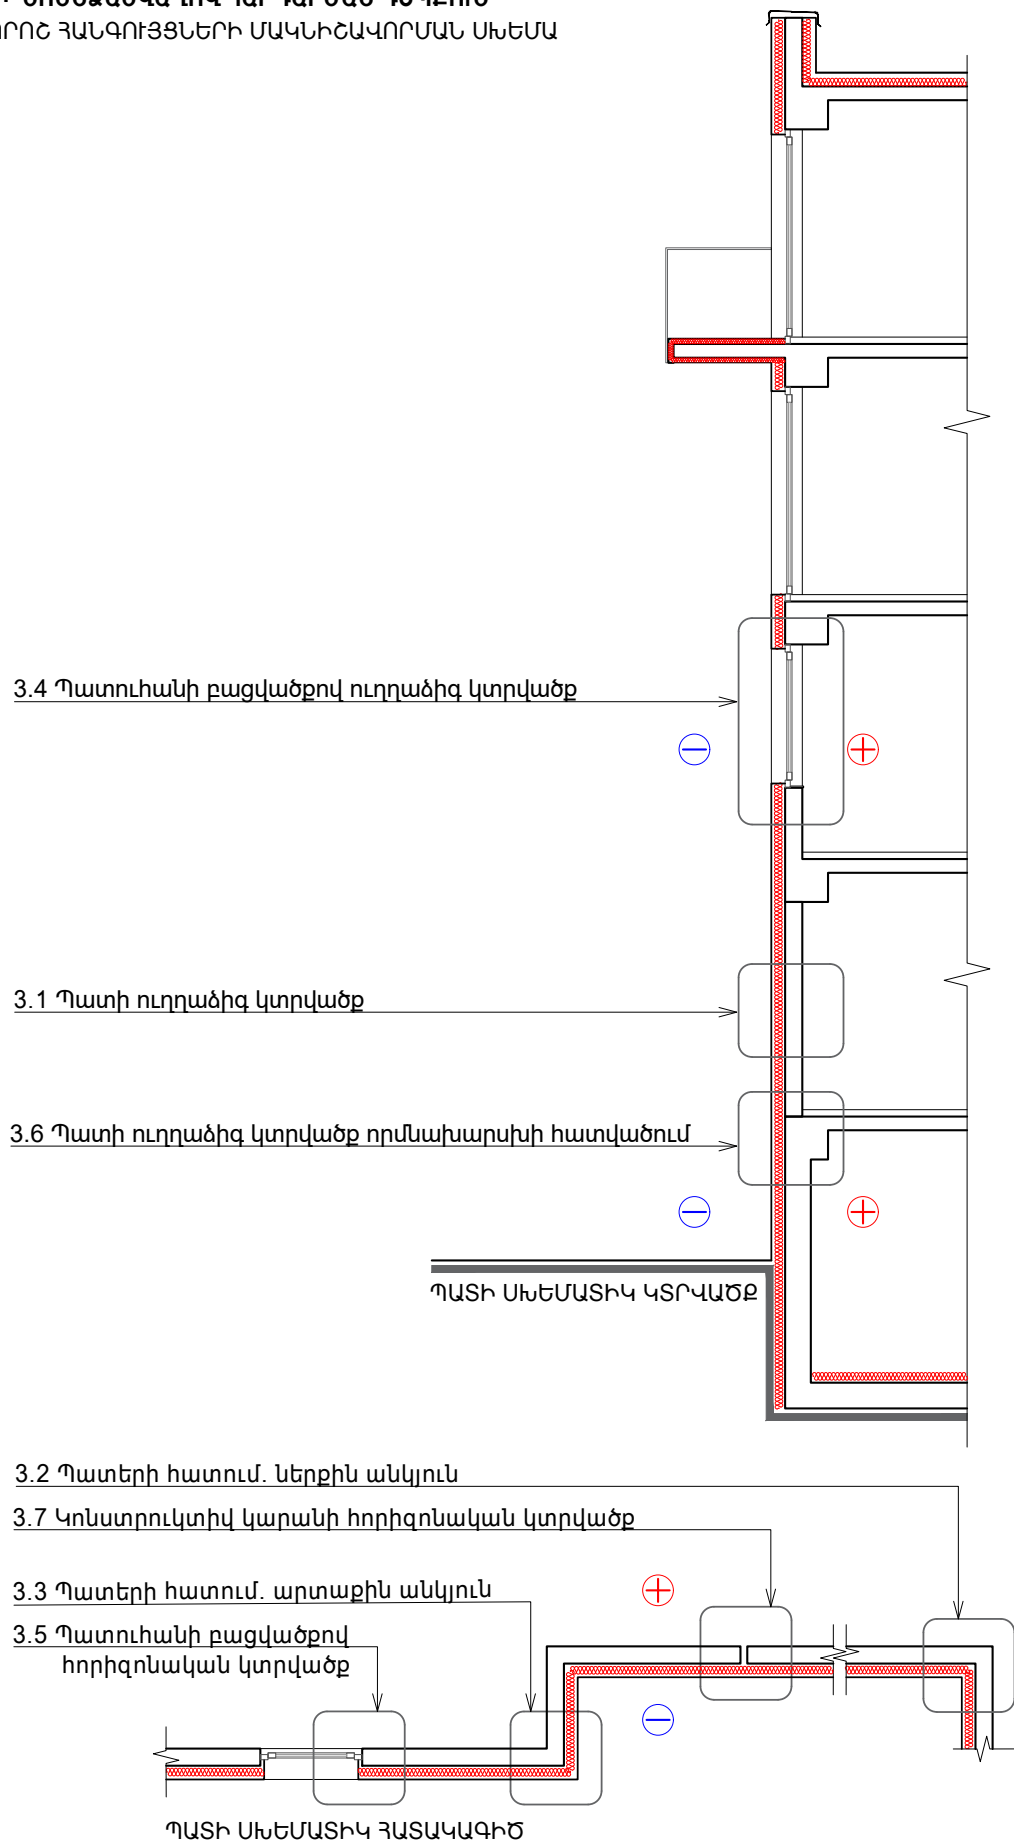 ՈՐՈՇ ՀԱՆԳՈՒՅՑՆԵՐԻ ՄԱԿՆԻՇԱՎՈՐՄԱՆ ՍԽԵՄԱ
3.4 Պատուհանի բացվածքով ուղղաձիգ կտրվածք
3.1 Պատի ուղղաձիգ կտրվածք
3.6 Պատի ուղղաձիգ կտրվածք որմնախարսխի հատվածում
ՊԱՏԻ ՍԽԵՄԱՏԻԿ ԿՏՐՎԱԾՔ
3.2 Պատերի հատում. ներքին անկյուն
3.7 Կոնստրուկտիվ կարանի հորիզոնական կտրվածք
3.3 Պատերի հատում. արտաքին անկյուն
3.5 Պատուհանի բացվածքով
հորիզոնական կտրվածք
ՊԱՏԻ ՍԽԵՄԱՏԻԿ ՀԱՏԱԿԱԳԻԾ